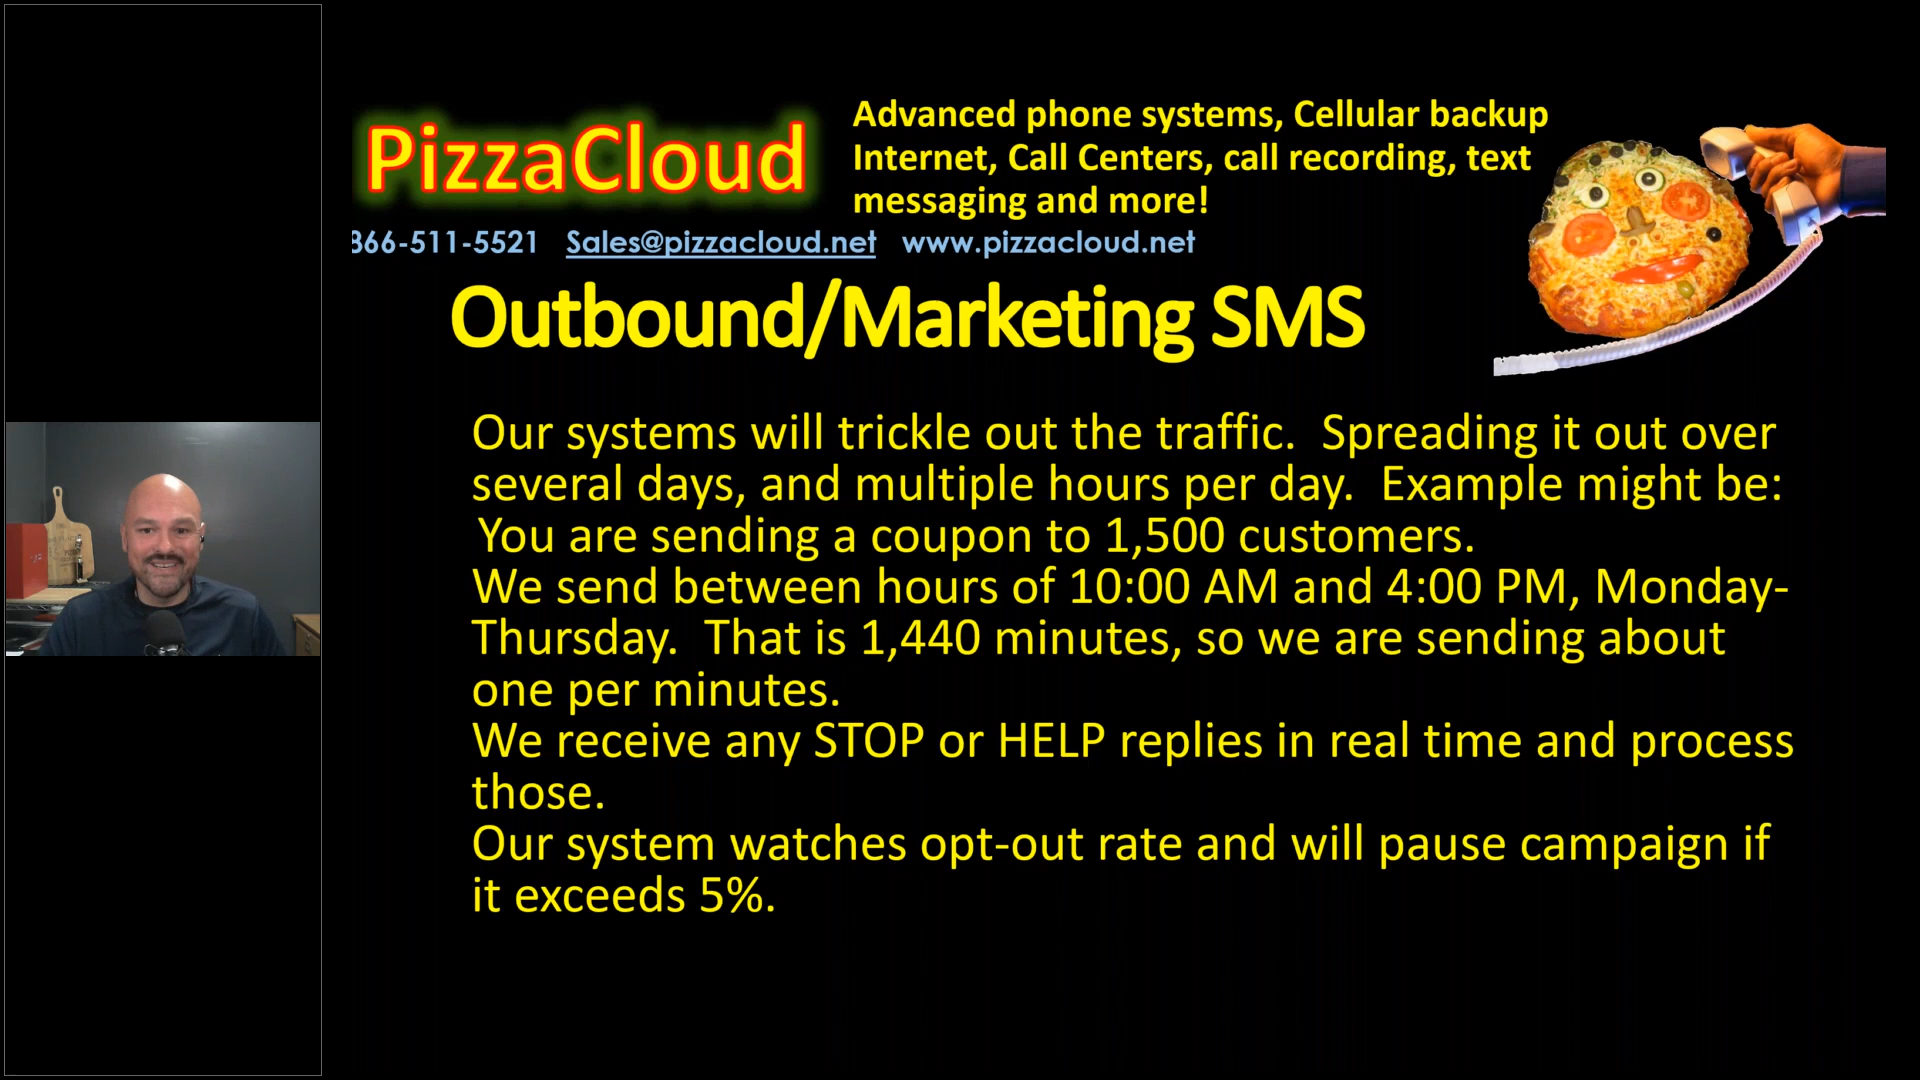 PizzaCloud
Advanced phone systems, Cellular backup
Internet, Call Centers, call recording, text
messaging and more!
866-511-5521 Sales@pizzacloud.net www.pizzacloud.net
Outbound/Marketing SMS
Our systems will trickle out the traffic. Spreading it out over
several days, and multiple hours per day. Example might be:
You are sending a coupon to 1,500 customers.
We send between hours of 10:00 AM and 4:00 PM, Monday-
Thursday. That is 1,440 minutes, so we are sending about
one per minutes.
We receive any STOP or HELP replies in real time and process
those.
Our system watches opt-out rate and will pause campaign if
it exceeds 5%.